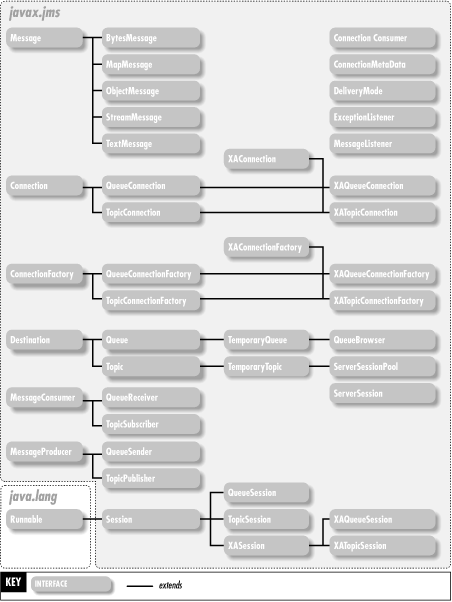 javax.jms
Message
BytesMessage
Connection Consumer
MapMessage
ConnectionMetaData
ObjectMessage
DeliveryMode
StreamMessage
ExceptionListener
TextMessage
MessageListener
XAConnection
Connection
QueueConnection
XAQueueConnection
TopicConnection
XATopicConnection
XAConnectionFactory
ConnectionFactory
QueueConnectionFactory
XAQueueConnectionFactory
TopicConnectionFactory
XATopicConnectionFactory
Destination
Queue
TemporaryQueue
QueueBrowser
Topic
TemporaryTopic
ServerSessionPool
MessageConsumer
QueueReceiver
ServerSession
TopicSubscriber
MessageProducer
QueueSender
TopicPublisher
java.lang
QueueSession
Runnable
Session
TopicSession
XAQueueSession
XASession
XATopicSession
KEY
INTERFACE
extends